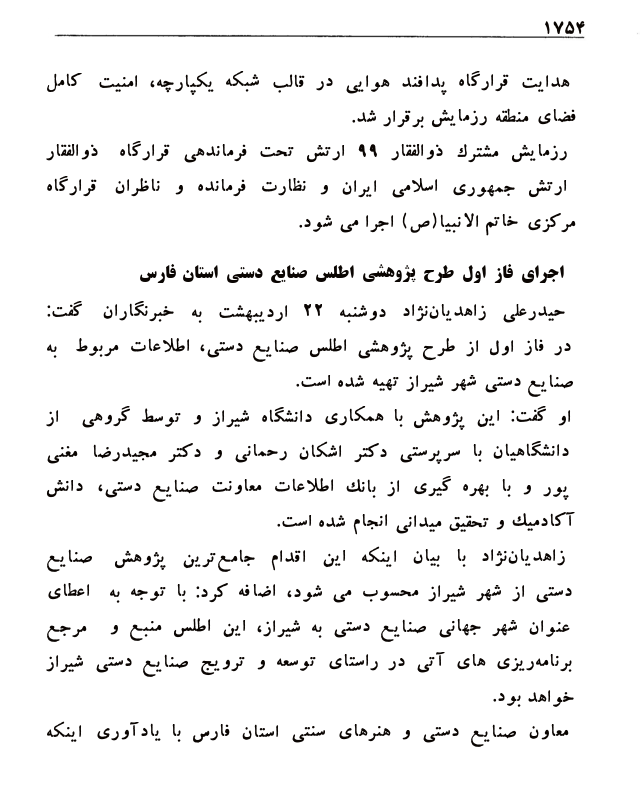 ۱۷۵۴
هدایت قرارگاه پدافند هوایی در قالب شبکه یکپارچه، امنیت کامل
فضای منطقه رزمایش برقرار شد.
رزمایش مشترك ذوالفقار ۹۹ ارتش تحت فرماندهی قرارگاه ذوالفقار
ارتش جمهوری اسلامی ایران و نظارت فرمانده و ناظران قرارگاه
مرکزی خاتم الانبیا(ص) اجرا می شود.
اجرای فاز اول طرح پژوهشی اطلس صنایع دستی استان فارس
حیدرعلی زاهدیان‌نژاد دوشنبه ۲۲ اردیبهشت به خبرنگاران گفت:
در فاز اول از طرح پژوهشی اطلس صنایع دستی، اطلاعات مربوط به
صنایع دستی شهر شیراز تهیه شده است.
او گفت: این پژوهش با همکاری دانشگاه شیراز و توسط گروهی از
دانشگاهیان با سرپرستی دکتر اشکان رحمانی و دکتر مجیدرضا مغنی
پور و با بهره گیری از بانك اطلاعات معاونت صنایع دستی، دانش
آکادمیك و تحقیق میدانی انجام شده است.
زاهدیان‌نژاد با بیان اینکه این اقدام جامع‌ترین پژوهش صنایع
دستی از شهر شیراز محسوب می شود، اضافه کرد: با توجه به اعطای
عنوان شهر جهانی صنایع دستی به شیراز، این اطلس منبع و مرجع
برنامه‌ریزی های آتی در راستای توسعه و ترویج صنایع دستی شیراز
خواهد بود.
معاون صنایع دستی و هنرهای سنتی استان فارس با یادآوری اینکه